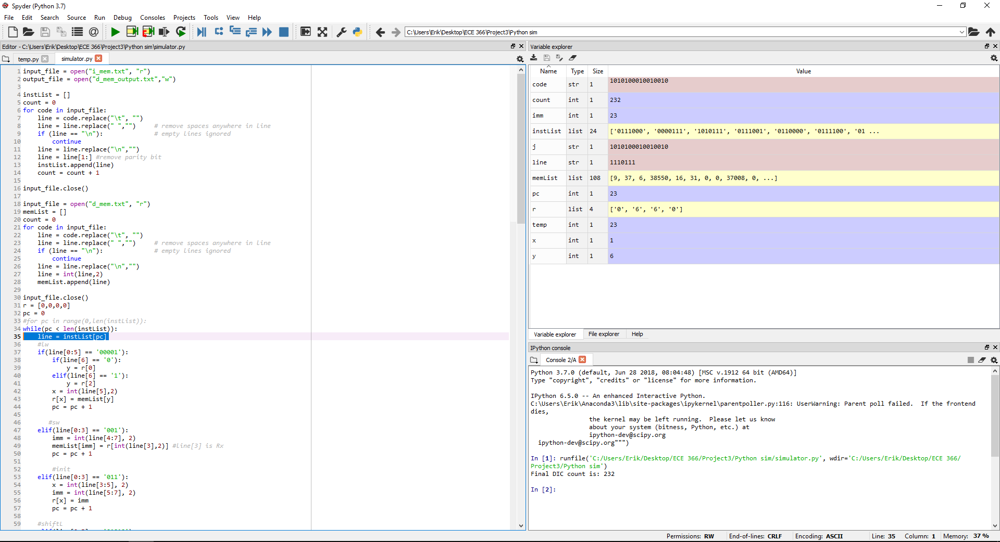 Spyder (Python 3.7)
File Edit Search Source Run Debug Consoles Projects Tools View Help
C:\Users\Erik\Desktop\ECE 366\Project3\Python sim
Editor - C:\Users\Erik\Desktop\ECE 366\Project3\Python sim\simulator.py
temp.py simulator.py
1 input_file = open("i_mem.txt", "r")
2 output_file = open("d_mem_output.txt","w")
3
4 instList = []
5 count = 0
6 for code in input_file:
7     line = code.replace("\t", "")
8     line = line.replace(" ","")     # remove spaces anywhere in line
9     if (line == "\n"):              # empty lines ignored
10         continue
11     line = line.replace("\n","")
12     line = line[1:] #remove parity bit
13     instList.append(line)
14     count = count + 1
15
16 input_file.close()
17
18 input_file = open("d_mem.txt", "r")
19 memList = []
20 count = 0
21 for code in input_file:
22     line = code.replace("\t", "")
23     line = line.replace(" ","")     # remove spaces anywhere in line
24     if (line == "\n"):              # empty lines ignored
25         continue
26     line = line.replace("\n","")
27     line = int(line,2)
28     memList.append(line)
29
30 input_file.close()
31 r = [0,0,0,0]
32 pc = 0
33 #for pc in range(0,len(instList)):
34 while(pc < len(instList)):
35     line = instList[pc]
36     #lw
37     if(line[0:5] == '00001'):
38         if(line[6] == '0'):
39             y = r[0]
40         elif(line[6] == '1'):
41             y = r[2]
42         x = int(line[5],2)
43         r[x] = memList[y]
44         pc = pc + 1
45
46        #sw
47     elif(line[0:3] == '001'):
48         imm = int(line[4:7], 2)
49         memList[imm] = r[int(line[3],2)] #line[3] is Rx
50         pc = pc + 1
51
52         #init
53     elif(line[0:3] == '011'):
54         x = int(line[3:5], 2)
55         imm = int(line[5:7], 2)
56         r[x] = imm
57         pc = pc + 1
58
59     #shiftL
Variable explorer
Name Type Size Value
code str 1 1010100010010010
count int 1 232
imm int 1 23
instList list 24 ['0111000', '0000111', '1010111', '0111001', '0110000', '0111100', '01 ...
j str 1 1010100010010010
line str 1 1110111
memList list 108 [9, 37, 6, 38550, 16, 31, 0, 0, 37008, 0, ...]
pc int 1 23
r list 4 ['0', '6', '6', '0']
temp int 1 23
x int 1 1
y int 1 6
Variable explorer File explorer Help
IPython console
Console 2/A
Python 3.7.0 (default, Jun 28 2018, 08:04:48) [MSC v.1912 64 bit (AMD64)]
Type "copyright", "credits" or "license" for more information.
IPython 6.5.0 -- An enhanced Interactive Python.
C:\Users\Erik\Anaconda3\lib\site-packages\ipykernel\parentpoller.py:116: UserWarning: Parent poll failed.  If the frontend
dies,
the kernel may be left running.  Please let us know
about your system (bitness, Python, etc.) at
ipython-dev@scipy.org
ipython-dev@scipy.org""")
In [1]: runfile('C:/Users/Erik/Desktop/ECE 366/Project3/Python sim/simulator.py', wdir='C:/Users/Erik/Desktop/ECE 366/
Project3/Python sim')
Final DIC count is: 232
In [2]:
Permissions: RW End-of-lines: CRLF Encoding: ASCII Line: 35 Column: 1 Memory: 37 %